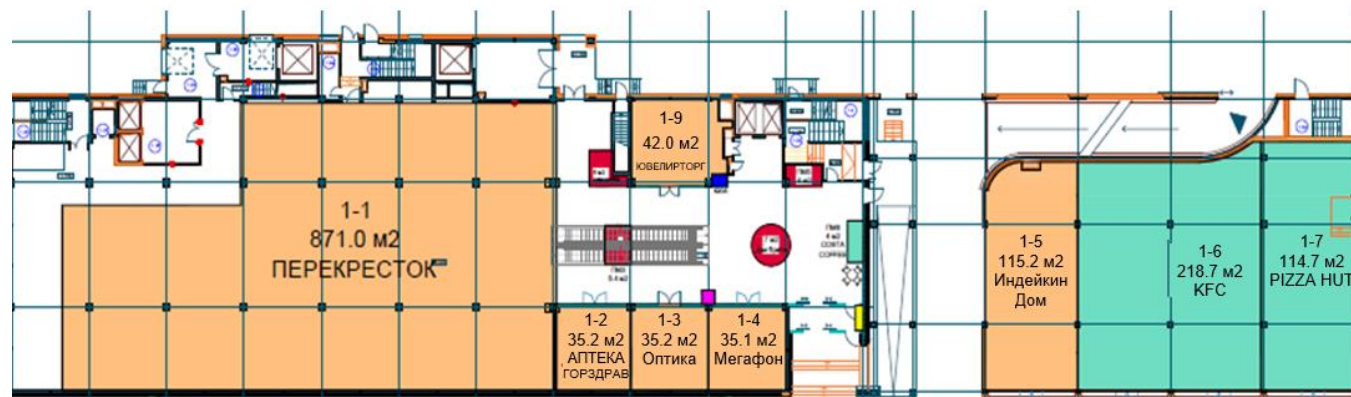 1-1
871.0 м2
ПЕРЕКРЕСТОК
1-9
42.0 м2
ЮВЕЛИРТОРГ
1-2
35.2 м2
АПТЕКА
ГОРЗДРАВ
1-3
35.2 м2
Оптика
1-4
35.1 м2
Мегафон
COSTA
COFFEE
1-5
115.2 м2
Индейкин
Дом
1-6
218.7 м2
KFC
1-7
114.7 м2
PIZZA HUT